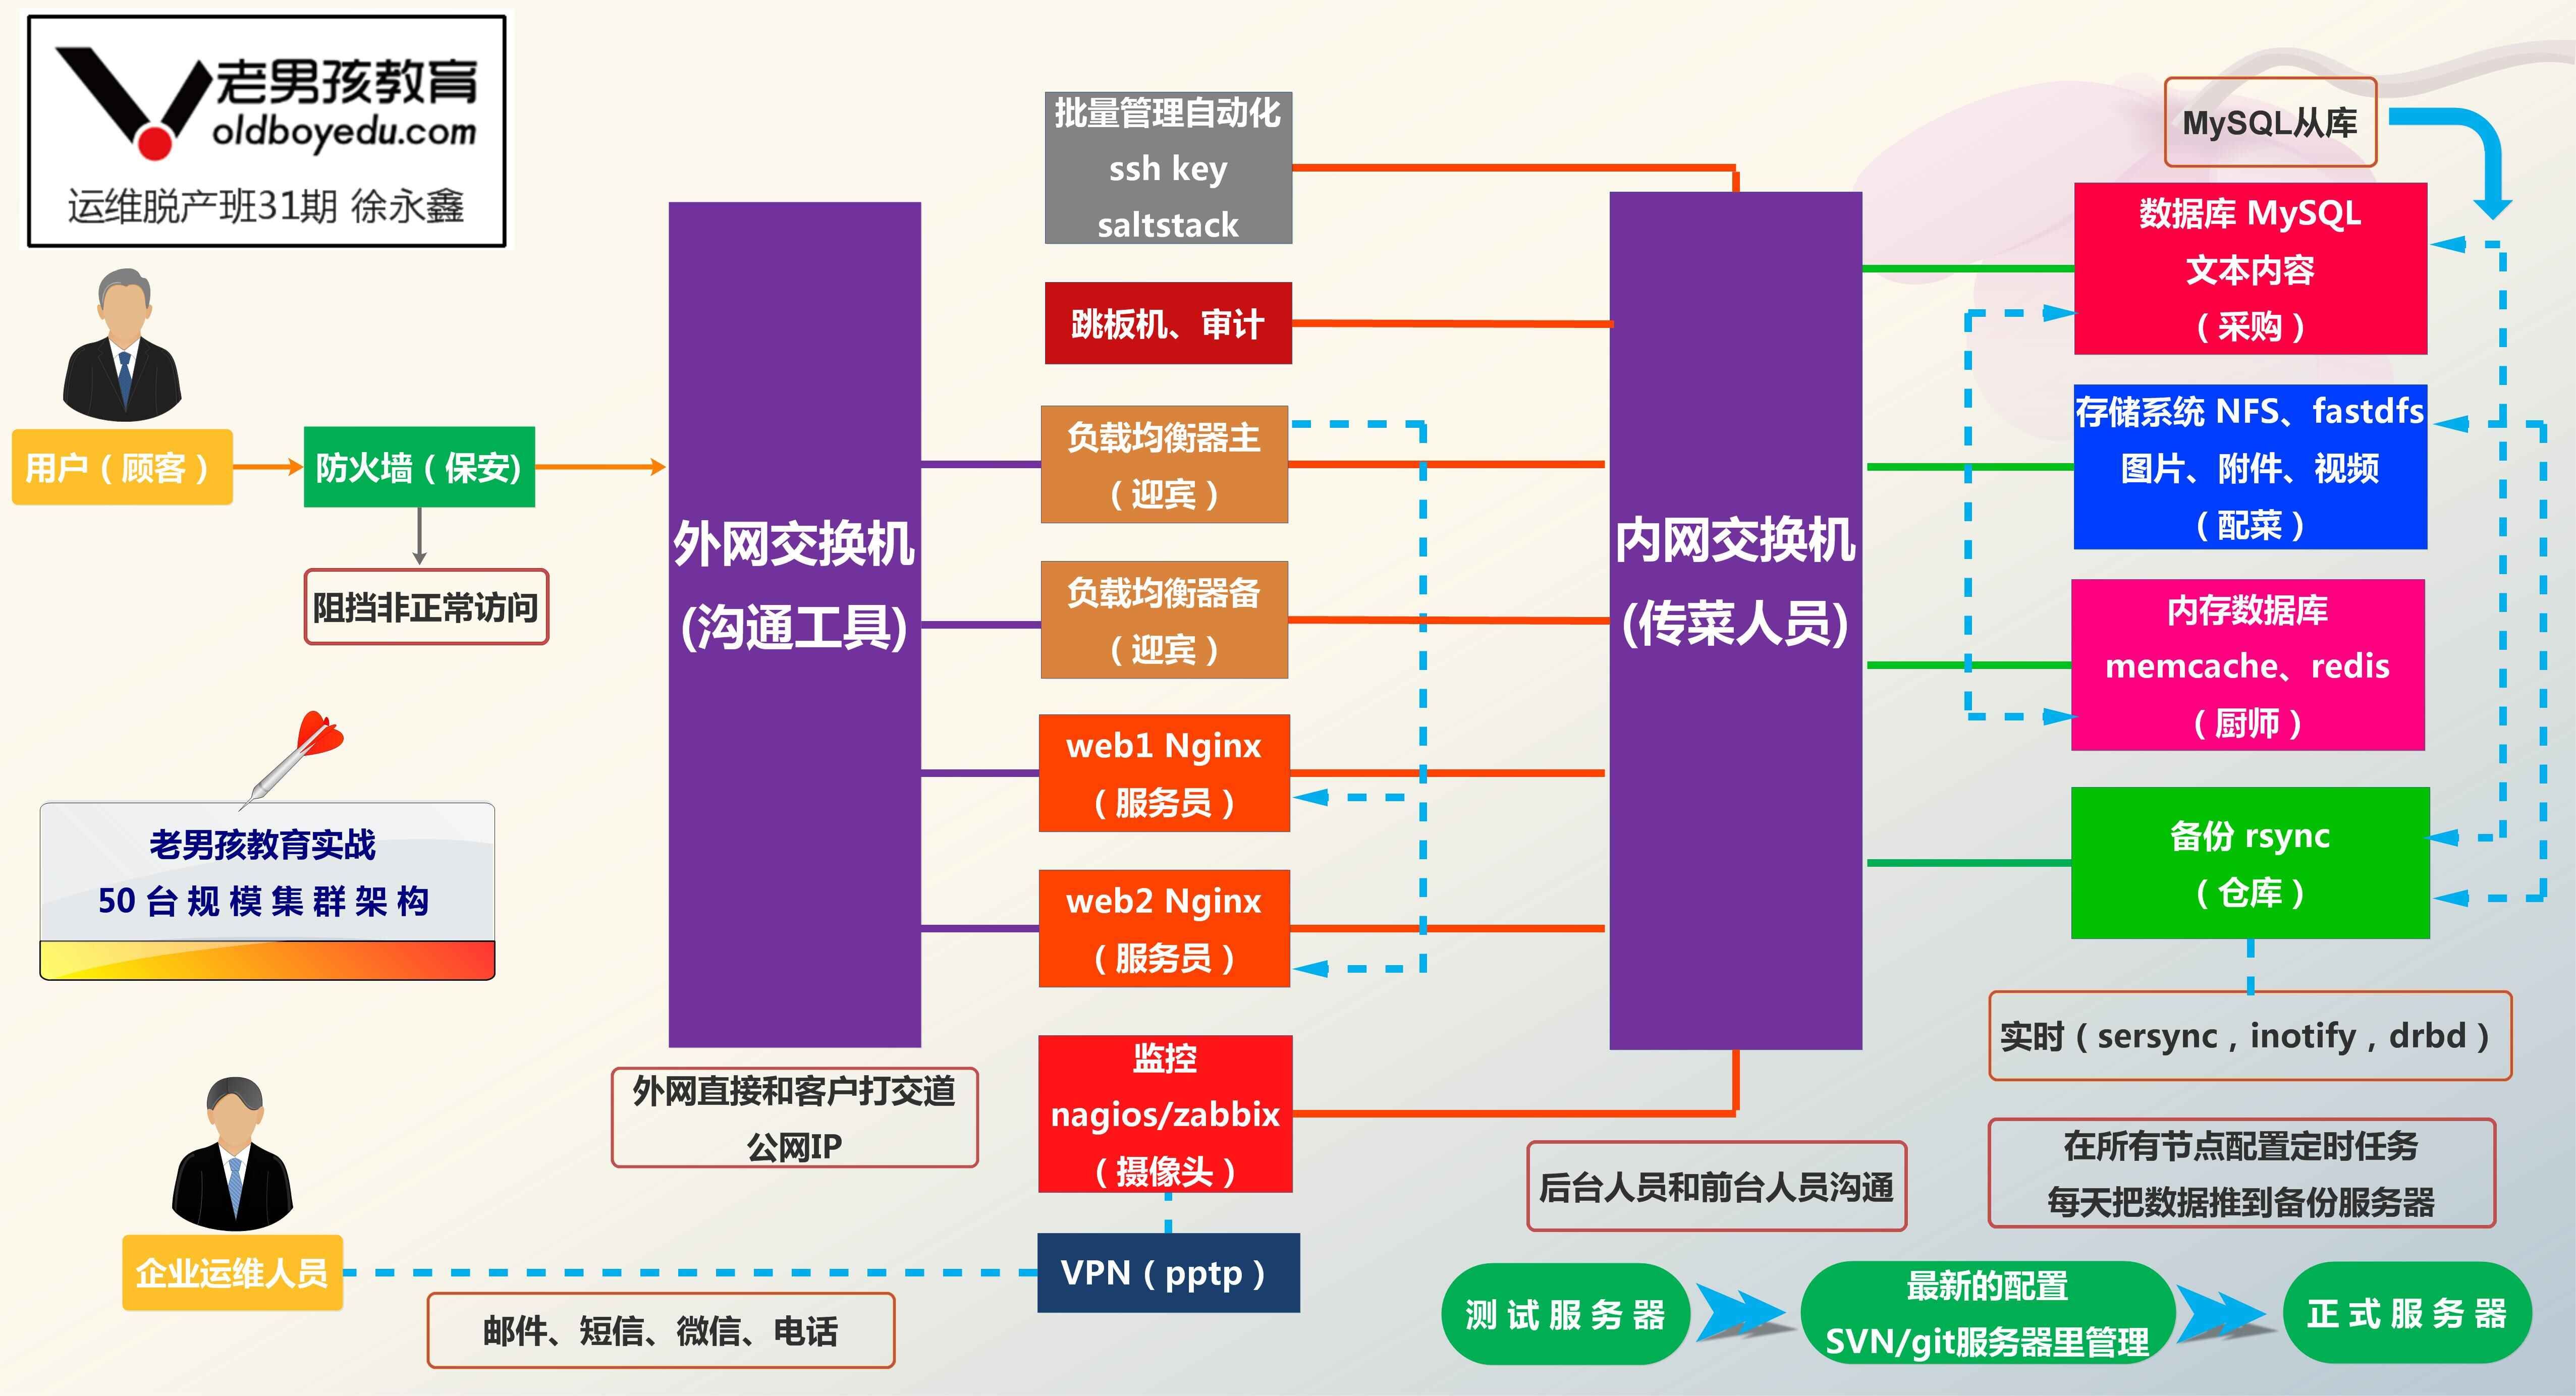 老男孩教育
oldboyedu.com
运维脱产班31期 徐永鑫
用户（顾客）
防火墙（保安)
阻挡非正常访问
老男孩教育实战
50 台 规 模 集 群 架 构
企业运维人员
邮件、短信、微信、电话
外网交换机
(沟通工具)
外网直接和客户打交道
公网IP
批量管理自动化
ssh key
saltstack
跳板机、审计
负载均衡器主
（迎宾）
负载均衡器备
（迎宾）
web1 Nginx
（服务员）
web2 Nginx
（服务员）
监控
nagios/zabbix
（摄像头）
VPN（pptp）
内网交换机
(传菜人员)
后台人员和前台人员沟通
MySQL从库
数据库 MySQL
文本内容
（采购）
存储系统 NFS、fastdfs
图片、附件、视频
（配菜）
内存数据库
memcache、redis
（厨师）
备份 rsync
（仓库）
实时（sersync，inotify，drbd）
在所有节点配置定时任务
每天把数据推到备份服务器
测 试 服 务 器
最新的配置
SVN/git服务器里管理
正 式 服 务 器